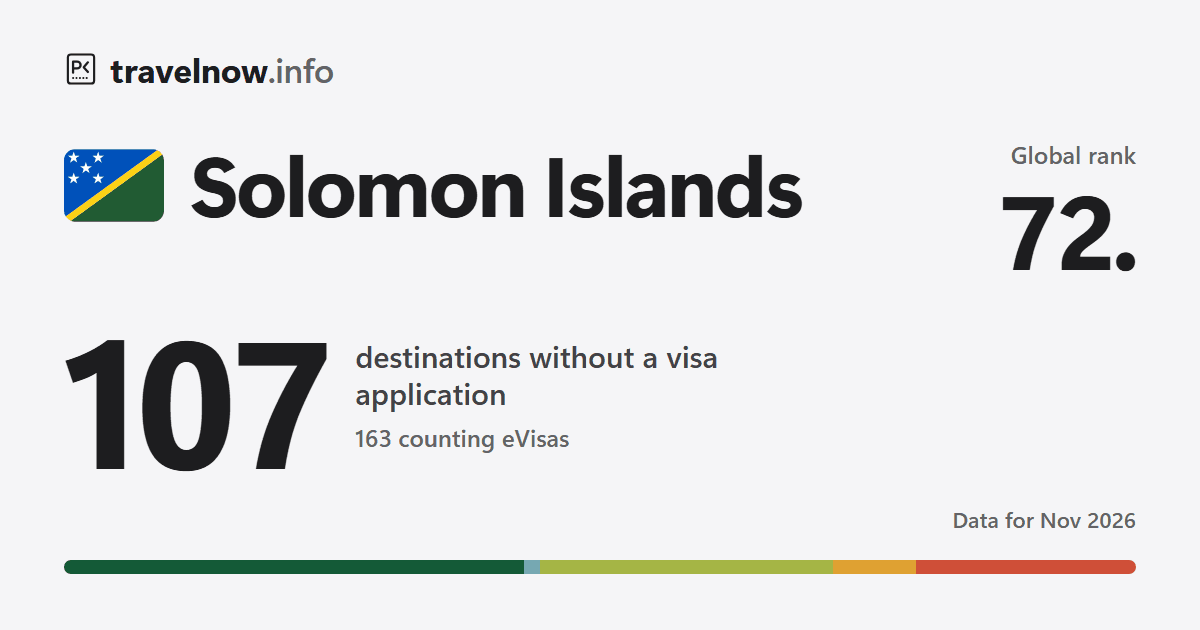 travelnow.info
Solomon Islands
Global rank
72.
107
destinations without a visa
application
163 counting eVisas
Data for Nov 2026